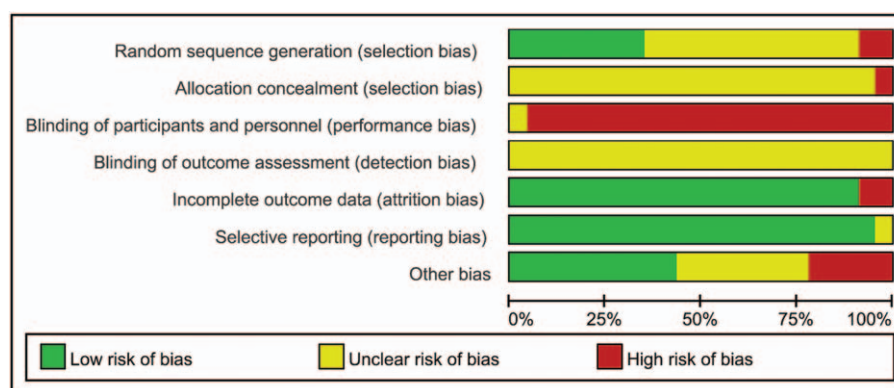 Random sequence generation (selection bias)
Allocation concealment (selection bias)
Blinding of participants and personnel (performance bias)
Blinding of outcome assessment (detection bias)
Incomplete outcome data (attrition bias)
Selective reporting (reporting bias)
Other bias
0% 25% 50% 75% 100%
Low risk of bias Unclear risk of bias High risk of bias